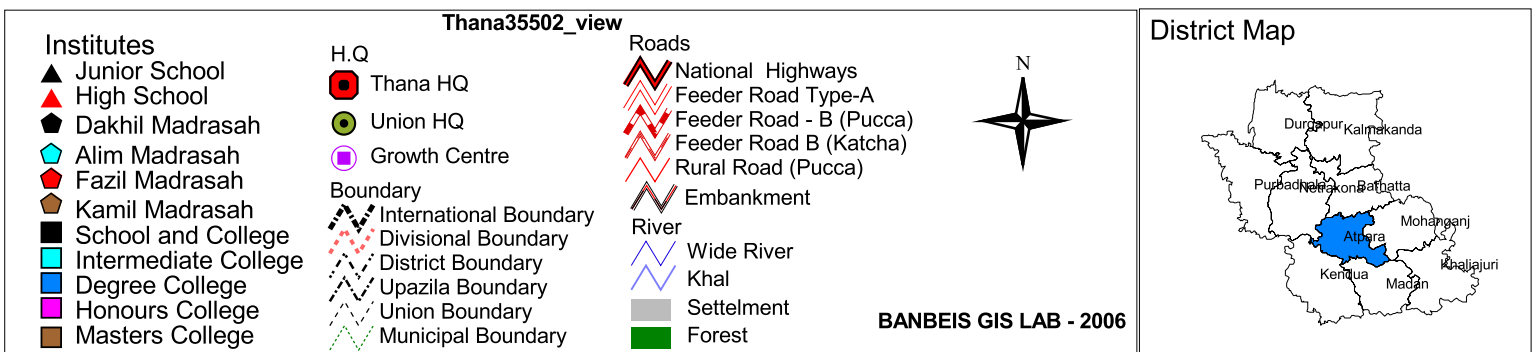 Thana35502_view
Institutes
Junior School
High School
Dakhil Madrasah
Alim Madrasah
Fazil Madrasah
Kamil Madrasah
School and College
Intermediate College
Degree College
Honours College
Masters College
H.Q
Thana HQ
Union HQ
Growth Centre
Boundary
International Boundary
Divisional Boundary
District Boundary
Upazila Boundary
Union Boundary
Municipal Boundary
Roads
National Highways
Feeder Road Type-A
Feeder Road - B (Pucca)
Feeder Road B (Katcha)
Rural Road (Pucca)
Embankment
River
Wide River
Khal
Settelment
Forest
N
BANBEIS GIS LAB - 2006
District Map
Durgapur
Kalmakanda
Purbadhala
Netrakona
Barhatta
Mohanganj
Atpara
Khaliajuri
Kendua
Madan